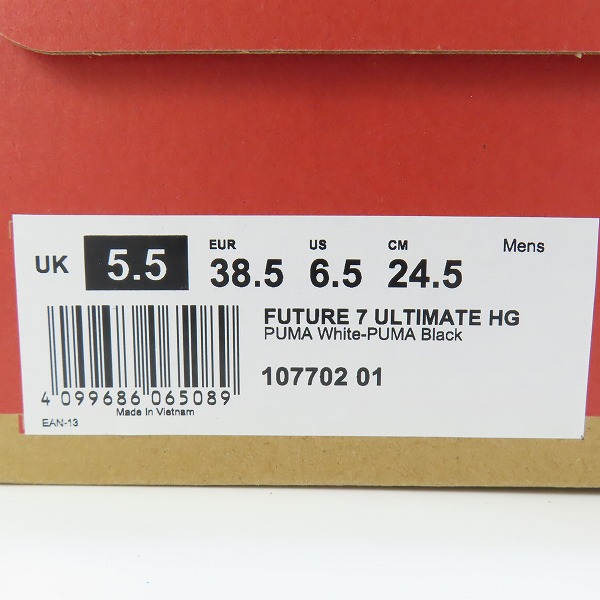 UK 5.5 EUR 38.5 US 6.5 CM 24.5 Mens
FUTURE 7 ULTIMATE HG
PUMA White-PUMA Black
107702 01
4 099686 065089
Made In Vietnam
EAN-13